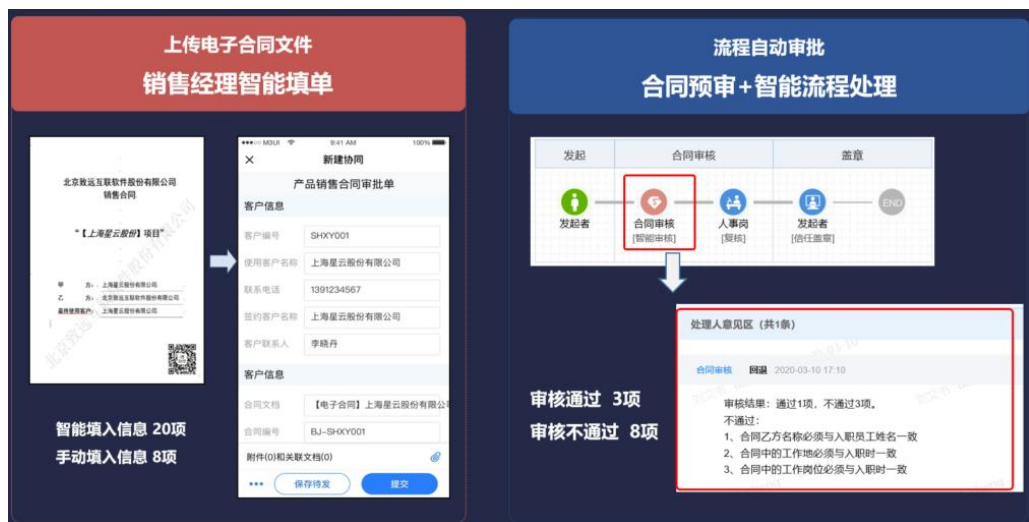 上传电子合同文件
销售经理智能填单
北京致远互联软件股份有限公司
销售合同
“【上海星云股份】项目”
甲 方： 上海星云股份有限公司
乙 方： 北京致远互联软件股份有限公司
最终使用客户： 上海星云股份有限公司
M3UI 9:41 AM 100%
新建协同
产品销售合同审批单
客户信息
客户编号 SHXY001
使用客户名称 上海星云股份有限公司
联系电话 1391234567
签约客户名称 上海星云股份有限公司
客户联系人 李晓丹
客户信息
合同文档 【电子合同】上海星云股份有限公
合同编号 BJ-SHXY001
附件(0)和关联文档(0)
保存待发 提交
智能填入信息 20项
手动填入信息 8项
流程自动审批
合同预审+智能流程处理
发起 合同审核 盖章
发起者 合同审核 人事岗 发起者 END
[智能审核] [复核] [信任盖章]
处理人意见区（共1条）
合同审核 回退 2020-03-10 17:10
审核结果：通过1项，不通过3项。
不通过：
1、合同乙方名称必须与入职员工姓名一致
2、合同中的工作地必须与入职时一致
3、合同中的工作岗位必须与入职时一致
审核通过 3项
审核不通过 8项